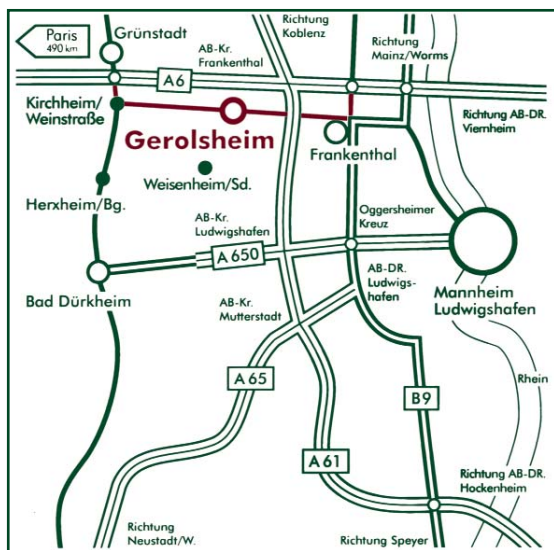 Paris
490 km
Grünstadt
AB-Kr.
Frankenthal
Richtung
Koblenz
Richtung
Mainz/Worms
A6
Kirchheim/
Weinstraße
Richtung AB-DR.
Viernheim
Gerolsheim
Frankenthal
Weisenheim/Sd.
Herxheim/Bg.
AB-Kr.
Ludwigshafen
Oggersheimer
Kreuz
A 650
Bad Dürkheim
AB-DR.
Ludwigs-
hafen
Mannheim
Ludwigshafen
AB-Kr.
Mutterstadt
A 65
Rhein
B9
A 61
Richtung AB-DR.
Hockenheim
Richtung
Neustadt/W.
Richtung Speyer